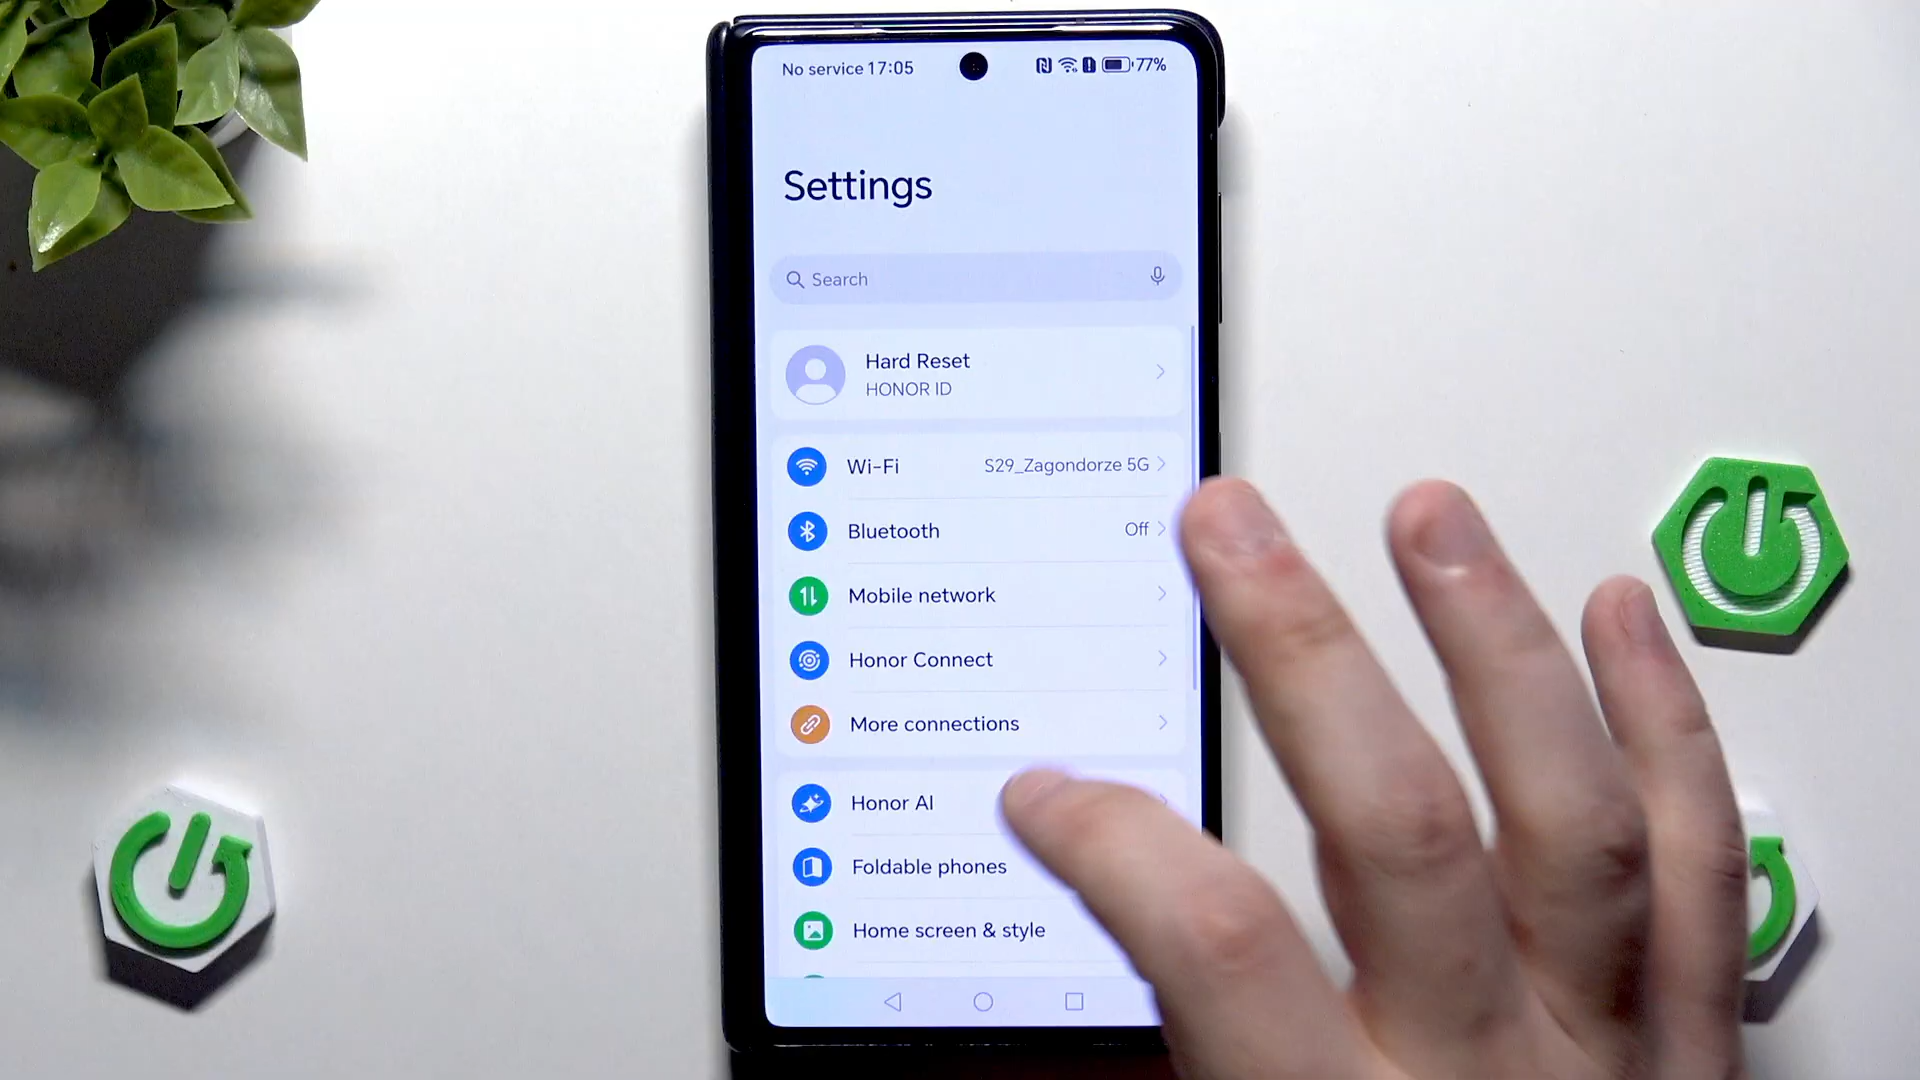 No service 17:05 77%
Settings
Search
Hard Reset
HONOR ID
Wi-Fi S29_Zagondorze 5G
Bluetooth Off
Mobile network
Honor Connect
More connections
Honor AI
Foldable phones
Home screen & style